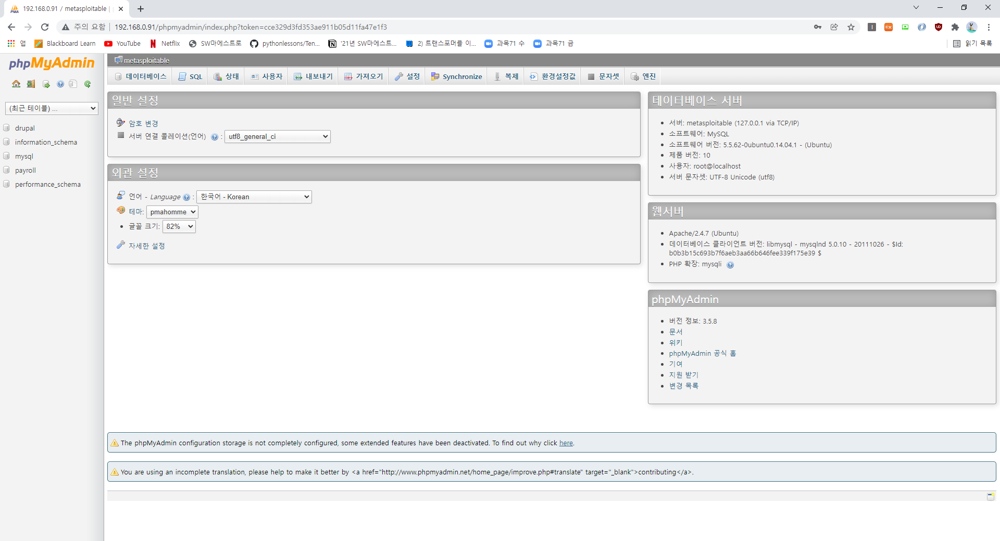 192.168.0.91 / metasploitable |
주의 요함
192.168.0.91/phpmyadmin/index.php?token=cce329d3fd353ae911b05d11fa47e1f3
앱
Blackboard Learn
YouTube
Netflix
SW마에스트로
pythonlessons/Ten...
'21년 SW마에스트...
2) 트랜스포머를 이...
과목71 수
과목71 금
읽기 목록
phpMyAdmin
(최근 테이블) ...
drupal
information_schema
mysql
payroll
performance_schema
metasploitable
데이터베이스
SQL
상태
사용자
내보내기
가져오기
설정
Synchronize
복제
환경설정값
문자셋
엔진
일반 설정
암호 변경
서버 연결 콜레이션(언어) : utf8_general_ci
외관 설정
언어 - Language : 한국어 - Korean
테마: pmahomme
글꼴 크기: 82%
자세한 설정
데이터베이스 서버
서버: metasploitable (127.0.0.1 via TCP/IP)
소프트웨어: MySQL
소프트웨어 버전: 5.5.62-0ubuntu0.14.04.1 - (Ubuntu)
제품 버전: 10
사용자: root@localhost
서버 문자셋: UTF-8 Unicode (utf8)
웹서버
Apache/2.4.7 (Ubuntu)
데이터베이스 클라이언트 버전: libmysql - mysqlnd 5.0.10 - 20111026 - $Id:
b0b3b15c693b7f6aeb3aa66b646fee339f175e39 $
PHP 확장: mysqli
phpMyAdmin
버전 정보: 3.5.8
문서
위키
phpMyAdmin 공식 홈
기여
지원 받기
변경 목록
The phpMyAdmin configuration storage is not completely configured, some extended features have been deactivated. To find out why click here.
You are using an incomplete translation, please help to make it better by <a href="http://www.phpmyadmin.net/home_page/improve.php#translate" target="_blank">contributing</a>.